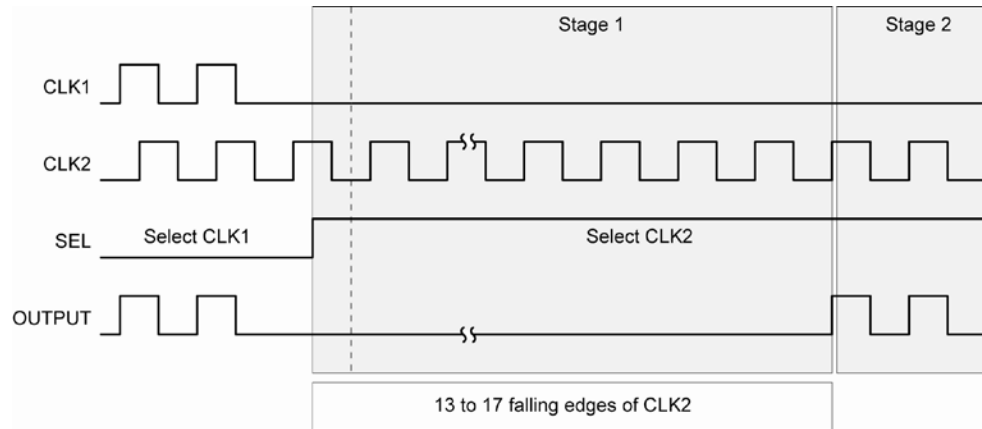 Stage 1
Stage 2
CLK1
CLK2
SEL
Select CLK1
Select CLK2
OUTPUT
13 to 17 falling edges of CLK2